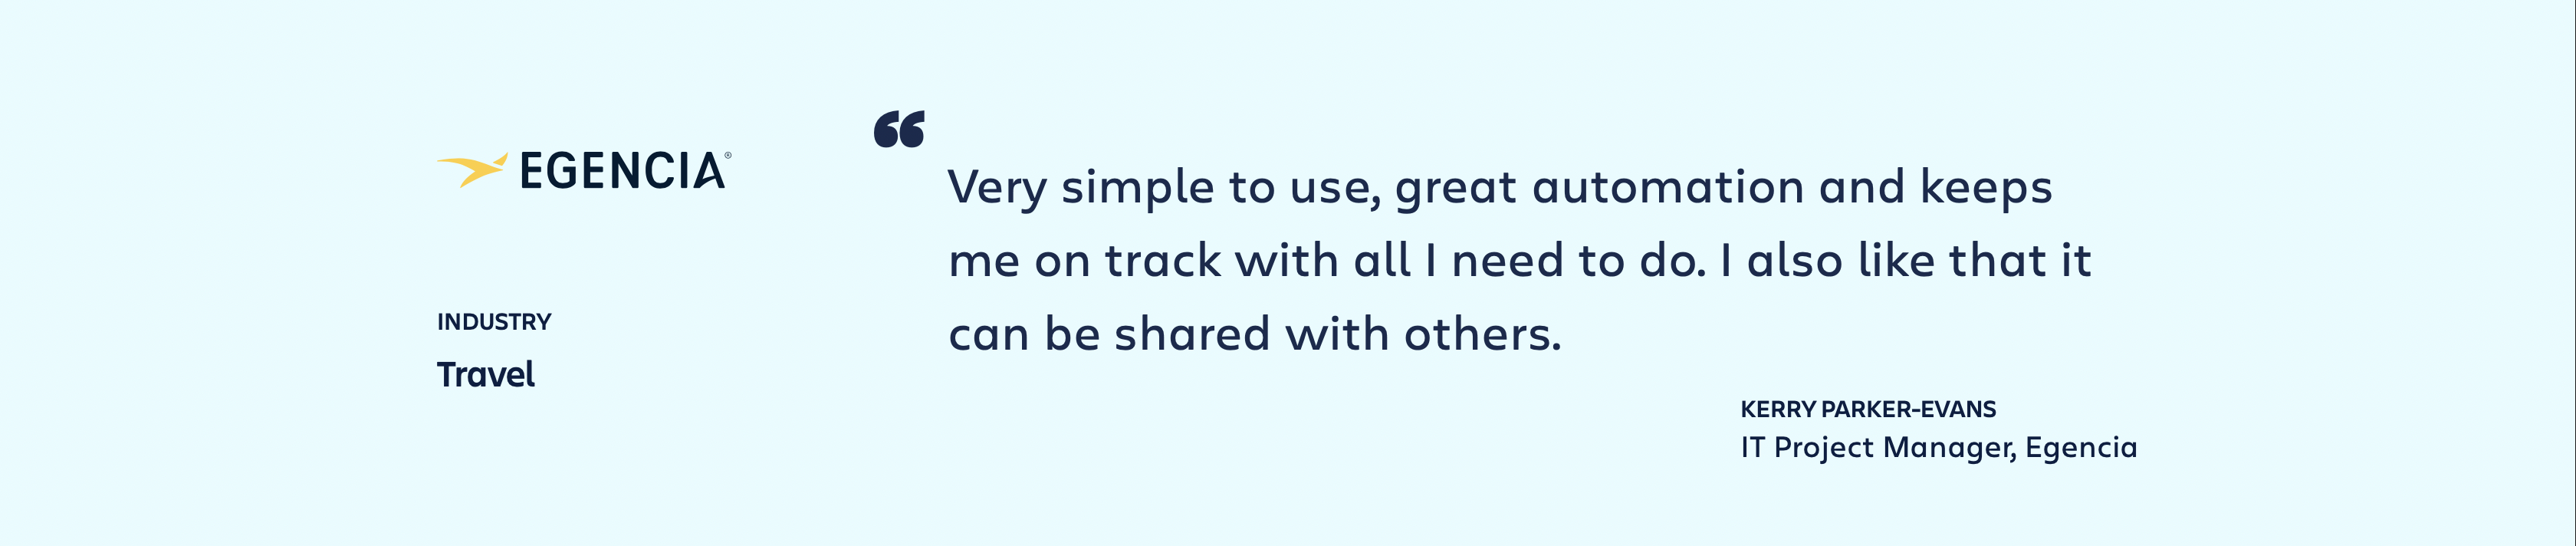 EGENCIA®
INDUSTRY
Travel
“
Very simple to use, great automation and keeps
me on track with all I need to do. I also like that it
can be shared with others.
KERRY PARKER-EVANS
IT Project Manager, Egencia